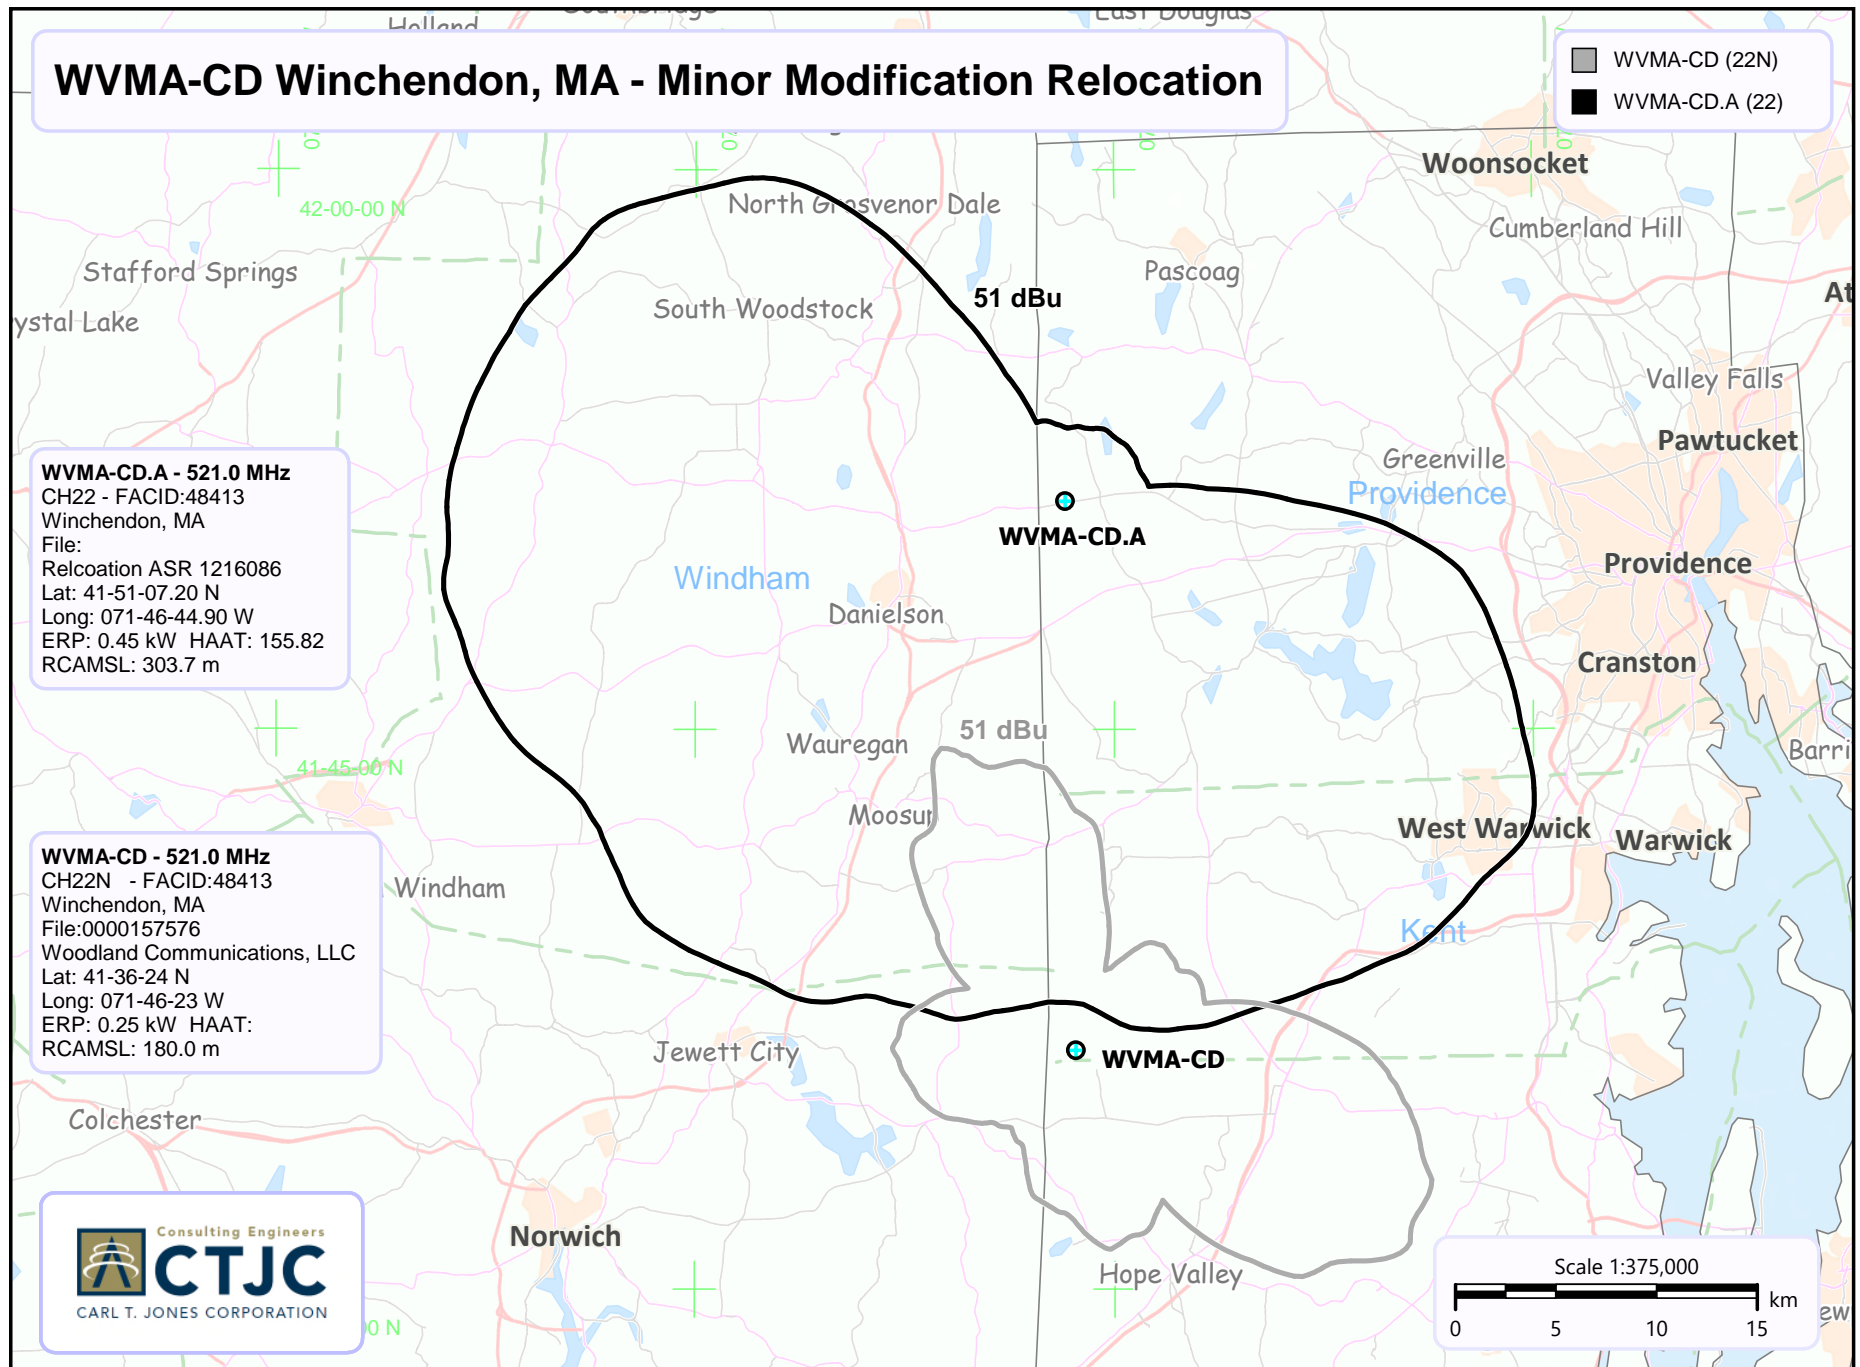 Holland
East Douglas
WVMA-CD Winchendon, MA - Minor Modification Relocation
WVMA-CD (22N)
WVMA-CD.A (22)
Woonsocket
42-00-00 N
North Grosvenor Dale
Cumberland Hill
Stafford Springs
Pascoag
South Woodstock
51 dBu
At
ystal Lake
Valley Falls
Pawtucket
Greenville
Providence
WVMA-CD.A - 521.0 MHz
CH22 - FACID:48413
Winchendon, MA
File:
Relcoation ASR 1216086
Lat: 41-51-07.20 N
Long: 071-46-44.90 W
ERP: 0.45 kW HAAT: 155.82
RCAMSL: 303.7 m
WVMA-CD.A
Providence
Windham
Danielson
Cranston
51 dBu
Wauregan
Barri
41-45-00 N
Moosup
West Warwick
Warwick
WVMA-CD - 521.0 MHz
CH22N - FACID:48413
Winchendon, MA
File:0000157576
Woodland Communications, LLC
Lat: 41-36-24 N
Long: 071-46-23 W
ERP: 0.25 kW HAAT:
RCAMSL: 180.0 m
Windham
Kent
Jewett City
WVMA-CD
Colchester
Norwich
Consulting Engineers
CTJC
CARL T. JONES CORPORATION
Hope Valley
Scale 1:375,000
km
0 5 10 15
ew
00 N